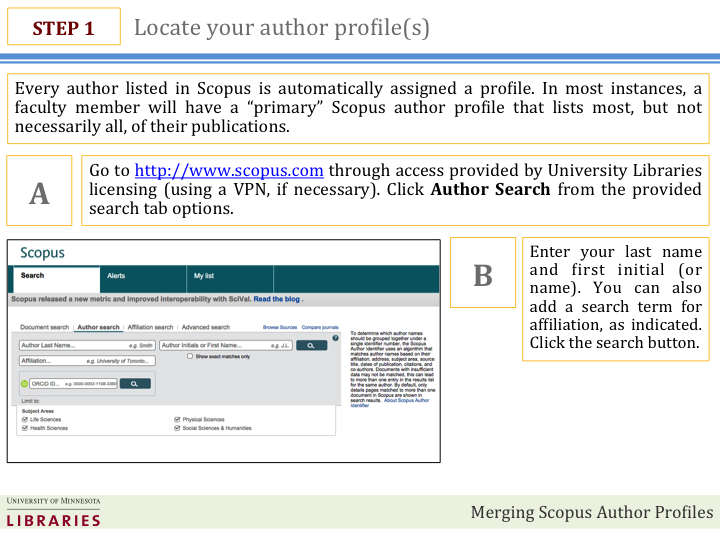 STEP 1
Locate your author profile(s)
Every author listed in Scopus is automatically assigned a profile. In most instances, a
faculty member will have a “primary” Scopus author profile that lists most, but not
necessarily all, of their publications.
A
Go to http://www.scopus.com through access provided by University Libraries
licensing (using a VPN, if necessary). Click Author Search from the provided
search tab options.
Scopus
Search Alerts My list
Scopus released a new metric and improved interoperability with SciVal. Read the blog .
Document search Author search Affiliation search Advanced search Browse Sources Compare journals
Author Last Name... e.g. Smith Author Initials or First Name... e.g. J.L.
Affiliation... e.g. University of Toronto... Show exact matches only
ORCID ID... e.g. 0000-0003-1108-3360
Limit to:
Subject Areas
Life Sciences Physical Sciences
Health Sciences Social Sciences & Humanities
To determine which author names
should be grouped together under a
single identifier number, the Scopus
Author Identifier uses an algorithm that
matches author names based on their
affiliation, address, subject area, source
title, dates of publication, citations, and
co-authors. Documents with insufficient
data may not be matched, this can lead
to more than one entry in the results list
for the same author. By default, only
details pages matched to more than one
document in Scopus are shown in
search results. About Scopus Author
Identifier
B
Enter your last name
and first initial (or
name). You can also
add a search term for
affiliation, as indicated.
Click the search button.
UNIVERSITY OF MINNESOTA
LIBRARIES
Merging Scopus Author Profiles